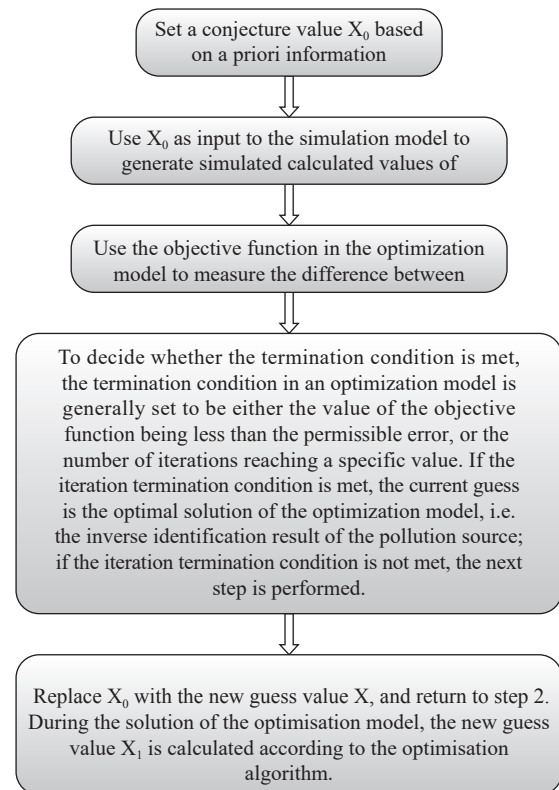 Set a conjecture value X₀ based
on a priori information
Use X₀ as input to the simulation model to
generate simulated calculated values of
Use the objective function in the optimization
model to measure the difference between
To decide whether the termination condition is met,
the termination condition in an optimization model is
generally set to be either the value of the objective
function being less than the permissible error, or the
number of iterations reaching a specific value. If the
iteration termination condition is met, the current guess
is the optimal solution of the optimization model, i.e.
the inverse identification result of the pollution source;
if the iteration termination condition is not met, the next
step is performed.
Replace X₀ with the new guess value X, and return to step 2.
During the solution of the optimisation model, the new guess
value X₁ is calculated according to the optimisation
algorithm.